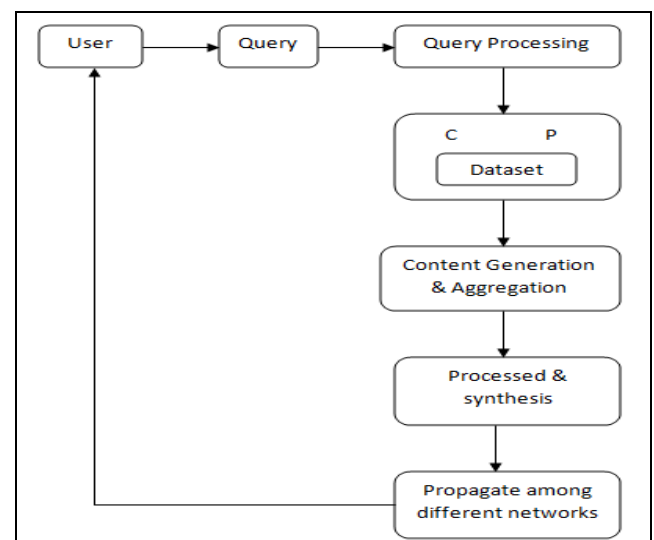 User
Query
Query Processing
C P
Dataset
Content Generation
& Aggregation
Processed &
synthesis
Propagate among
different networks